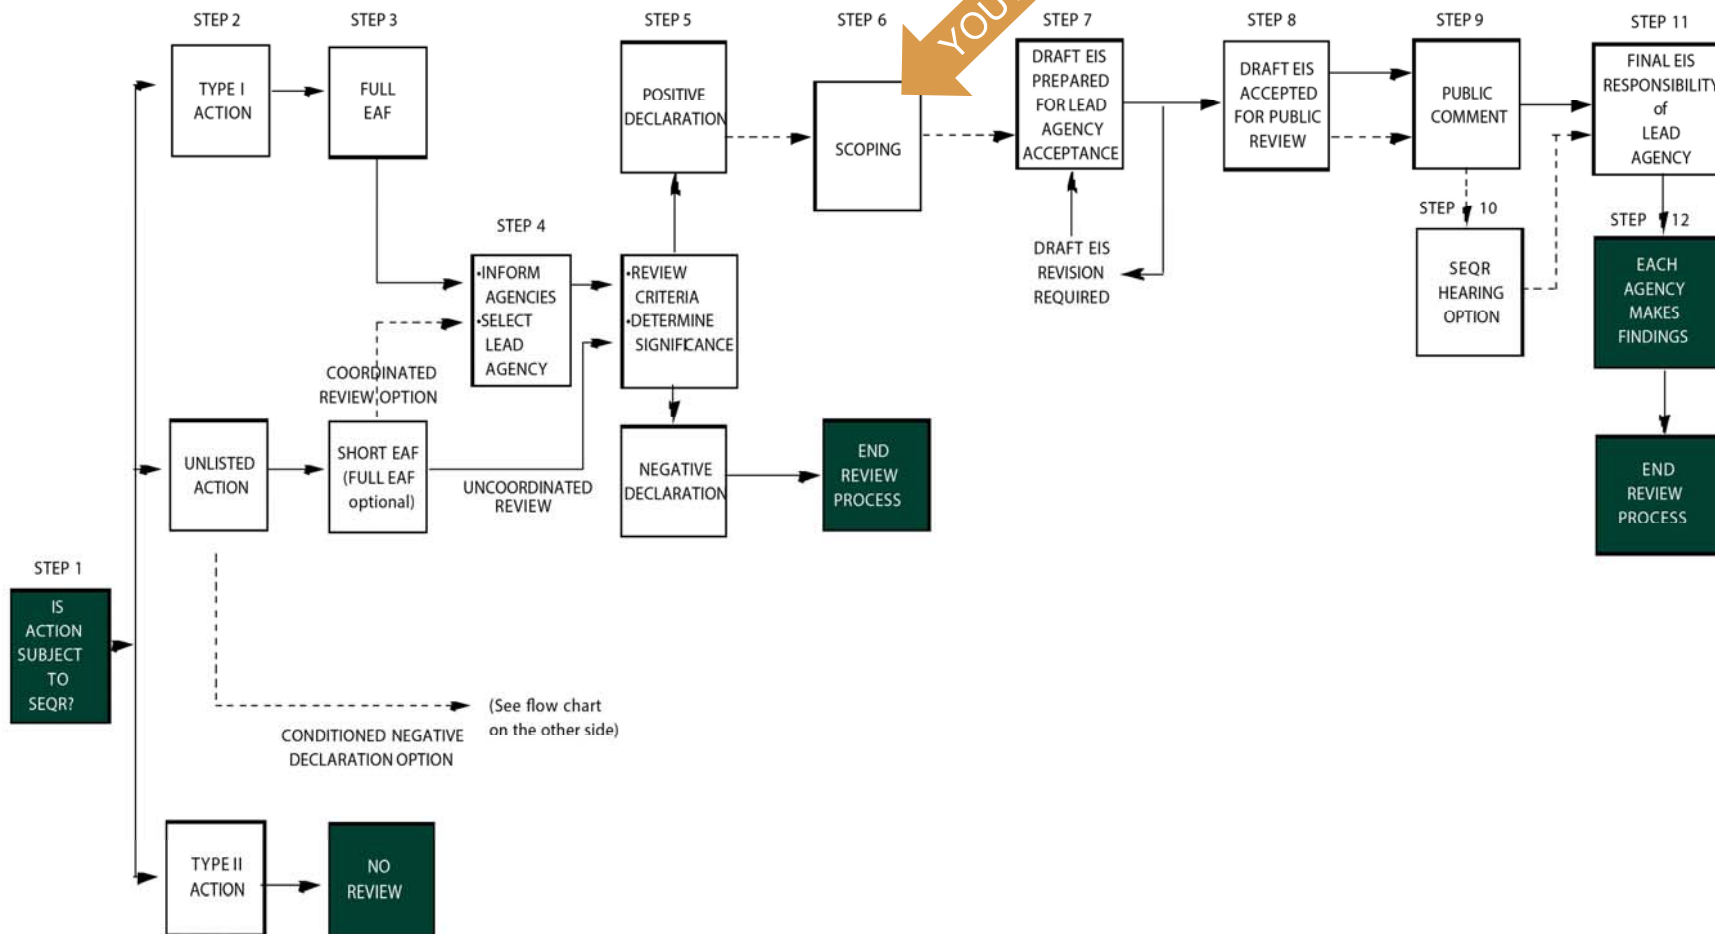 STEP 2
STEP 3
STEP 5
STEP 6
STEP 7
STEP 8
STEP 9
STEP 11
TYPE I
ACTION
FULL
EAF
POSITIVE
DECLARATION
SCOPING
DRAFT EIS
PREPARED
FOR LEAD
AGENCY
ACCEPTANCE
DRAFT EIS
ACCEPTED
FOR PUBLIC
REVIEW
PUBLIC
COMMENT
FINAL EIS
RESPONSIBILITY
of
LEAD
AGENCY
STEP 4
•INFORM
AGENCIES
•SELECT
LEAD
AGENCY
•REVIEW
CRITERIA
•DETERMINE
SIGNIFICANCE
DRAFT EIS
REVISION
REQUIRED
STEP 10
SEQR
HEARING
OPTION
STEP 12
EACH
AGENCY
MAKES
FINDINGS
COORDINATED
REVIEW OPTION
UNLISTED
ACTION
SHORT EAF
(FULL EAF
optional)
UNCOORDINATED
REVIEW
NEGATIVE
DECLARATION
END
REVIEW
PROCESS
END
REVIEW
PROCESS
STEP 1
IS
ACTION
SUBJECT
TO
SEQR?
(See flow chart
on the other side)
CONDITIONED NEGATIVE
DECLARATION OPTION
TYPE II
ACTION
NO
REVIEW